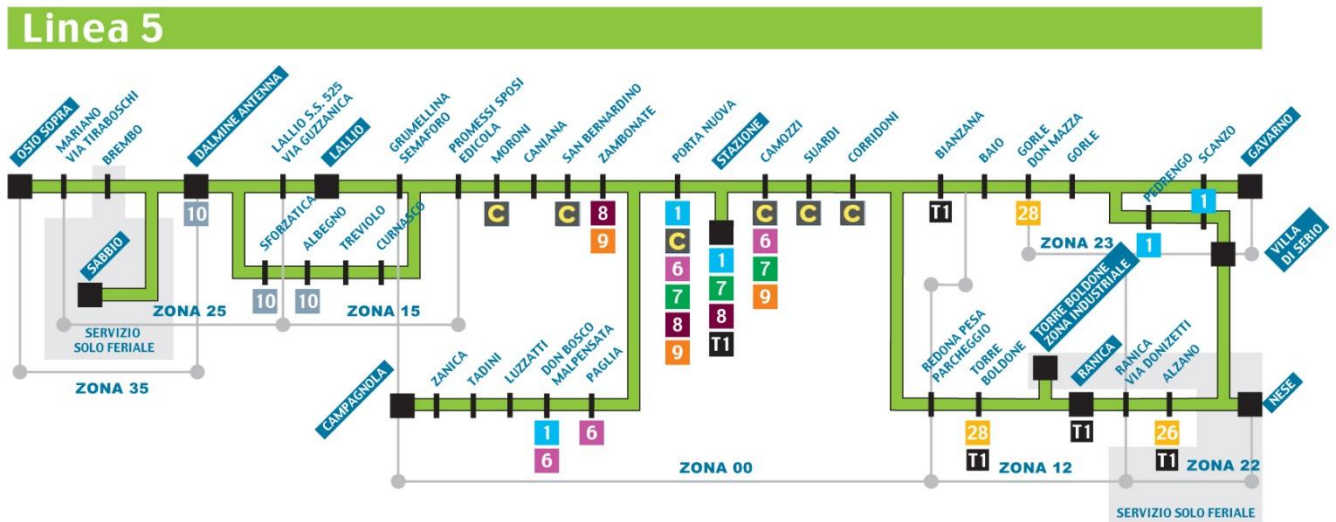 Linea 5
OSIO SOPRA
MARIANO
VIA TIRABOSCHI
BREMBO
DALMINE ANTENNA
LALLIO S.S. 525
VIA GUZZANICA
LALLIO
GRUMELLINA
SEMAFORO
PROMESSI SPOSI
EDICOLA
MORONI
CANIANA
SAN BERNARDINO
ZAMBONATE
PORTA NUOVA
STAZIONE
CAMOZZI
SUARDI
CORRIDONI
BIANZANA
BAIO
GORLE
DON MAZZA
GORLE
PEDRENGO
SCANZO
GAVARNO
10
C
C
8
9
1
C
6
7
8
9
1
7
8
T1
C
6
7
9
C
C
T1
28
1
1
SABBIO
SFORZATICA
ALBEGNO
TREVIOLO
CURNASCO
10
10
ZONA 23
VILLA
DI SERIO
ZONA 25
ZONA 15
SERVIZIO
SOLO FERIALE
ZONA 35
CAMPAGNOLA
ZANICA
TADINI
LUZZATTI
DON BOSCO
MALPENSATA
PAGLIA
1
6
6
REDONA PESA
PARCHEGGIO
TORRE
BOLDONE
TORRE BOLDONE
ZONA INDUSTRIALE
RANICA
RANICA
VIA DONIZETTI
ALZANO
NESE
28
T1
T1
26
T1
ZONA 00
ZONA 12
ZONA 22
SERVIZIO SOLO FERIALE